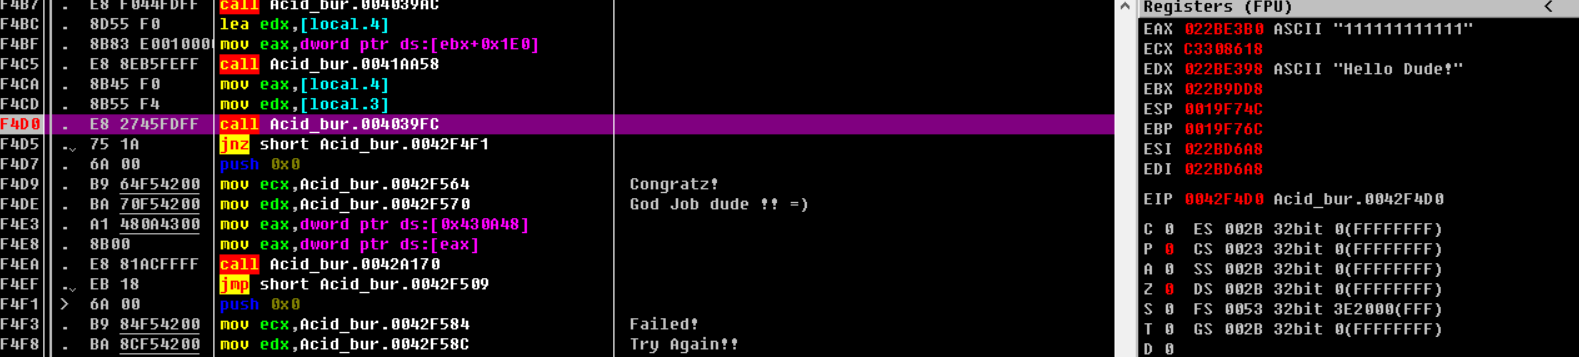 F4B7 . E8 F044FDFF call Acid_bur.004039AC
F4BC . 8D55 F0 lea edx,[local.4]
F4BF . 8B83 E0010000 mov eax,dword ptr ds:[ebx+0x1E0]
F4C5 . E8 8EB5FEFF call Acid_bur.0041AA58
F4CA . 8B45 F0 mov eax,[local.4]
F4CD . 8B55 F4 mov edx,[local.3]
F4D0 . E8 2745FDFF call Acid_bur.004039FC
F4D5 . 75 1A jnz short Acid_bur.0042F4F1
F4D7 . 6A 00 push 0x0
F4D9 . B9 64F54200 mov ecx,Acid_bur.0042F564 Congratz!
F4DE . BA 70F54200 mov edx,Acid_bur.0042F570 God Job dude !! =)
F4E3 . A1 480A4300 mov eax,dword ptr ds:[0x430A48]
F4E8 . 8B00 mov eax,dword ptr ds:[eax]
F4EA . E8 81ACFFFF call Acid_bur.0042A170
F4EF . EB 18 jmp short Acid_bur.0042F509
F4F1 > 6A 00 push 0x0
F4F3 . B9 84F54200 mov ecx,Acid_bur.0042F584 Failed!
F4F8 . BA 8CF54200 mov edx,Acid_bur.0042F58C Try Again!!
Registers (FPU) <
EAX 022BE3B0 ASCII "111111111111"
ECX C3308618
EDX 022BE398 ASCII "Hello Dude!"
EBX 022B9DD8
ESP 0019F74C
EBP 0019F76C
ESI 022BD6A8
EDI 022BD6A8
EIP 0042F4D0 Acid_bur.0042F4D0
C 0 ES 002B 32bit 0(FFFFFFFF)
P 0 CS 0023 32bit 0(FFFFFFFF)
A 0 SS 002B 32bit 0(FFFFFFFF)
Z 0 DS 002B 32bit 0(FFFFFFFF)
S 0 FS 0053 32bit 3E2000(FFF)
T 0 GS 002B 32bit 0(FFFFFFFF)
D 0